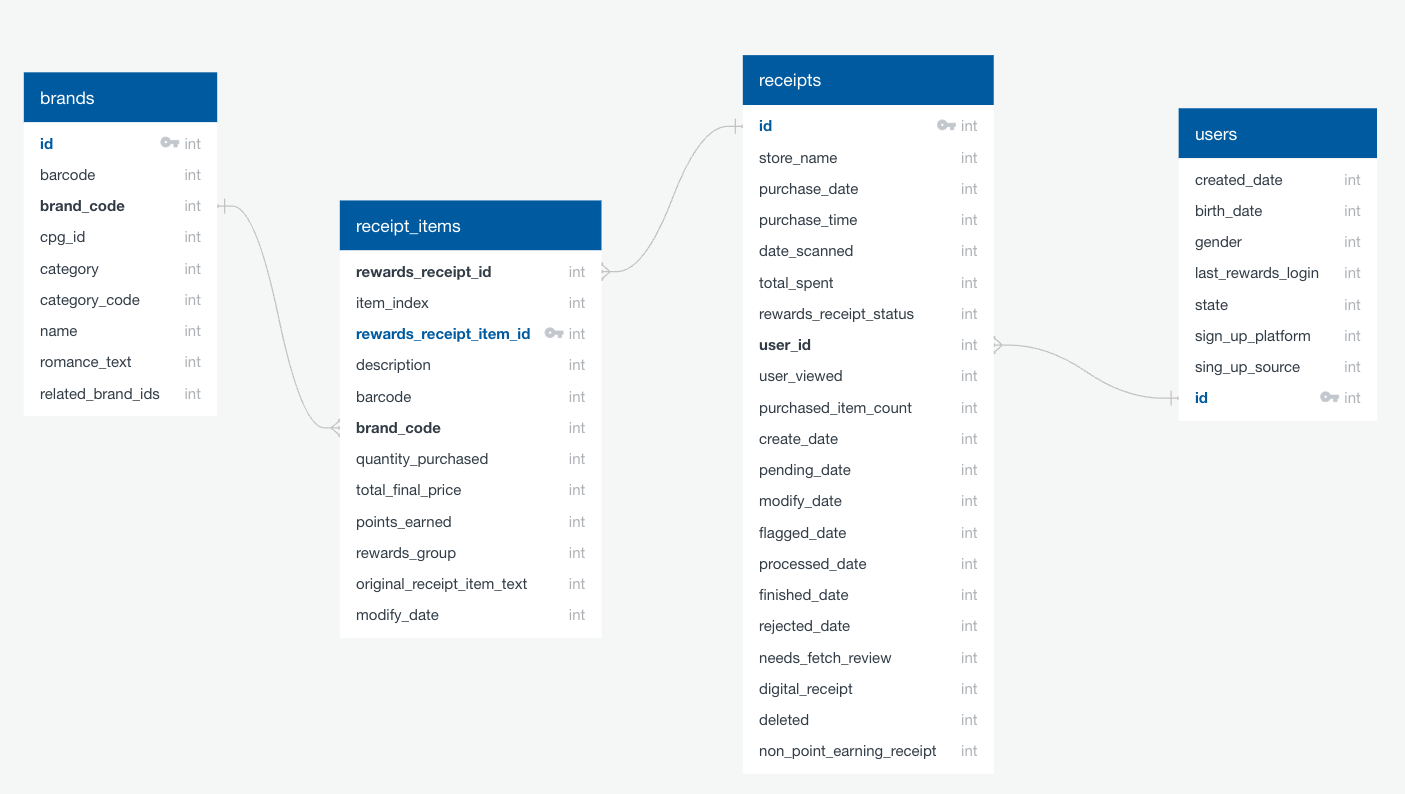 brands
id int
barcode int
brand_code int
cpg_id int
category int
category_code int
name int
romance_text int
related_brand_ids int
receipt_items
rewards_receipt_id int
item_index int
rewards_receipt_item_id int
description int
barcode int
brand_code int
quantity_purchased int
total_final_price int
points_earned int
rewards_group int
original_receipt_item_text int
modify_date int
receipts
id int
store_name int
purchase_date int
purchase_time int
date_scanned int
total_spent int
rewards_receipt_status int
user_id int
user_viewed int
purchased_item_count int
create_date int
pending_date int
modify_date int
flagged_date int
processed_date int
finished_date int
rejected_date int
needs_fetch_review int
digital_receipt int
deleted int
non_point_earning_receipt int
users
created_date int
birth_date int
gender int
last_rewards_login int
state int
sign_up_platform int
sing_up_source int
id int